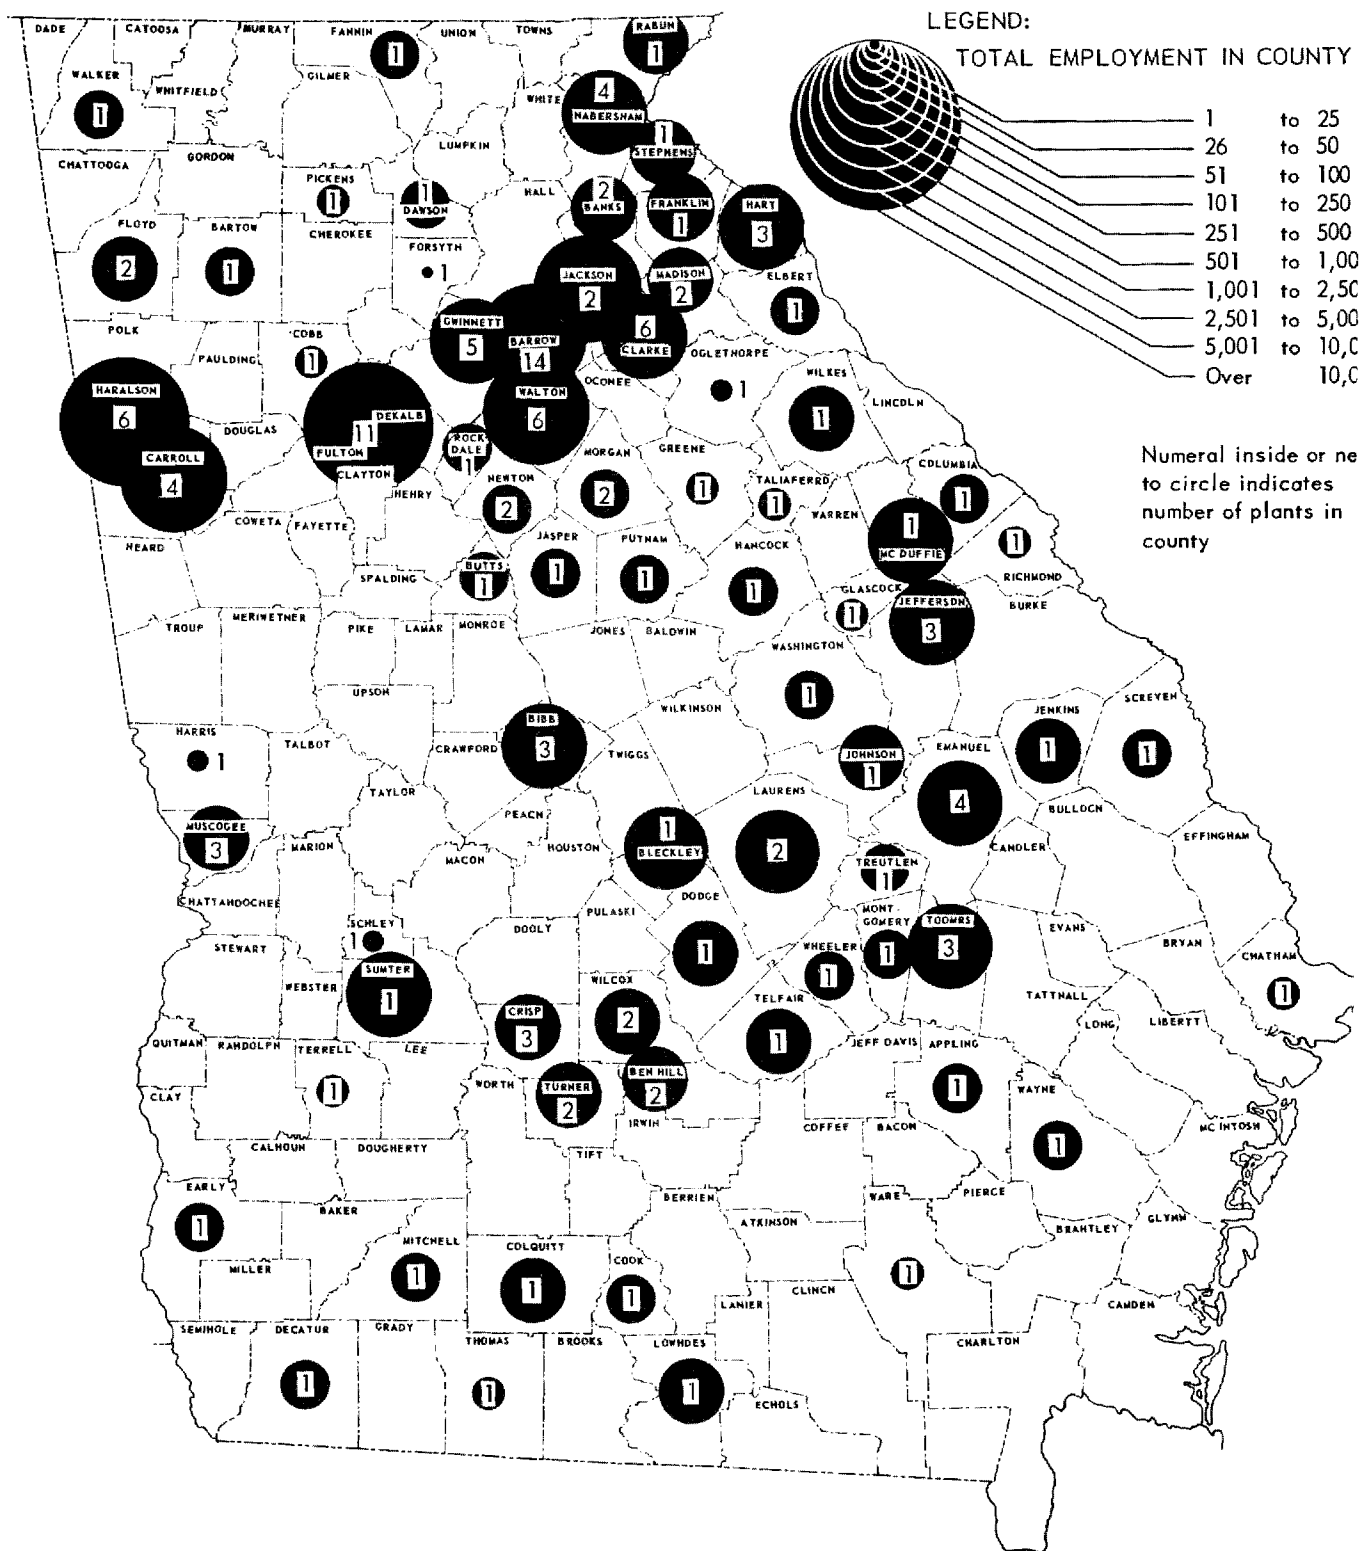 LEGEND:
TOTAL EMPLOYMENT IN COUNTY
1 to 25
26 to 50
51 to 100
101 to 250
251 to 500
501 to 1,00
1,001 to 2,50
2,501 to 5,00
5,001 to 10,0
Over 10,0
Numeral inside or ne
to circle indicates
number of plants in
county
DADE
CATOOSA
MURRAY
FANNIN
1
UNION
TOWNS
RABUN
1
WALKER
1
WHITFIELD
GILMER
WHITE
4
HABERSHAM
CHATTOOGA
GORDON
LUMPKIN
1
STEPHENS
PICKENS
1
1
DAWSON
HALL
2
BANKS
FRANKLIN
1
HARY
3
FLOYD
2
BARTOW
1
CHEROKEE
FORSYTH
1
JACKSON
2
MADISON
2
ELBERT
1
POLK
PAULDING
COBB
1
GWINNETT
5
BARROW
14
6
CLARKE
OGLETHORPE
1
WILKES
1
LINCOLN
HARALSON
6
DOUGLAS
DEKALB
11
FULTON
CLAYTON
WALTON
6
OCONEE
CARROLL
4
ROCK
DALE
1
HENRY
NEWTON
2
MORGAN
2
GREENE
1
TALIAFERRD
1
WARREN
COLUMBIA
1
1
MC DUFFIE
1
RICHMOND
COWETA
FAYETTE
HEARD
SPALDING
BUTTS
1
JASPER
1
PUTNAM
1
HANCOCK
1
GLASCOCK
1
JEFFERSON
3
BURKE
TROUP
MERIWETNER
PIKE
LAMAR
MONROE
JONES
BALDWIN
WASHINGTON
1
UPSON
WILKINSON
JENKINS
1
SCREVEN
1
HARRIS
1
TALBOT
CRAWFORD
BIBB
3
TWIGGS
JOHNSON
1
EMANUEL
4
TAYLOR
PEACH
LAURENS
2
BULLOCN
MUSCOGEE
3
MARION
MACON
HOUSTON
1
BLECKLEY
TREUTLEN
1
CANDLER
EFFINGHAM
CHATTAHDOCHEE
SCHLEY
1
DOOLY
PULASKI
DODGE
1
MONT-
GOMERY
1
TOOMRS
3
EVANS
STEWART
WEBSTER
SUMTER
1
CRISP
3
WILCOX
2
WHEELER
1
TELFAIR
1
BRYAN
CHATHAM
1
TATTNALL
QUITMAN
RANDOLPH
TERRELL
1
LEE
JEFF DAVIS
APPLING
1
LONG
LIBERTT
CLAY
WORTH
TURNER
2
BEN HILL
2
IRWIN
WAYNE
1
CALHOUN
DOUGHERTY
TIFT
COFFEE
BACON
MC INTOSH
EARLY
1
BAKER
BERRIEN
WARE
1
PIERCE
ATKINSON
BRANTLEY
GLYNN
MILLER
MITCHELL
1
COLQUITT
1
COOK
1
LANIER
CLINCH
CAMDEN
SEMIHOLE
DECATUR
1
GRADY
THOMAS
1
BROOKS
LOWHDES
1
ECHOLS
CHARLTON